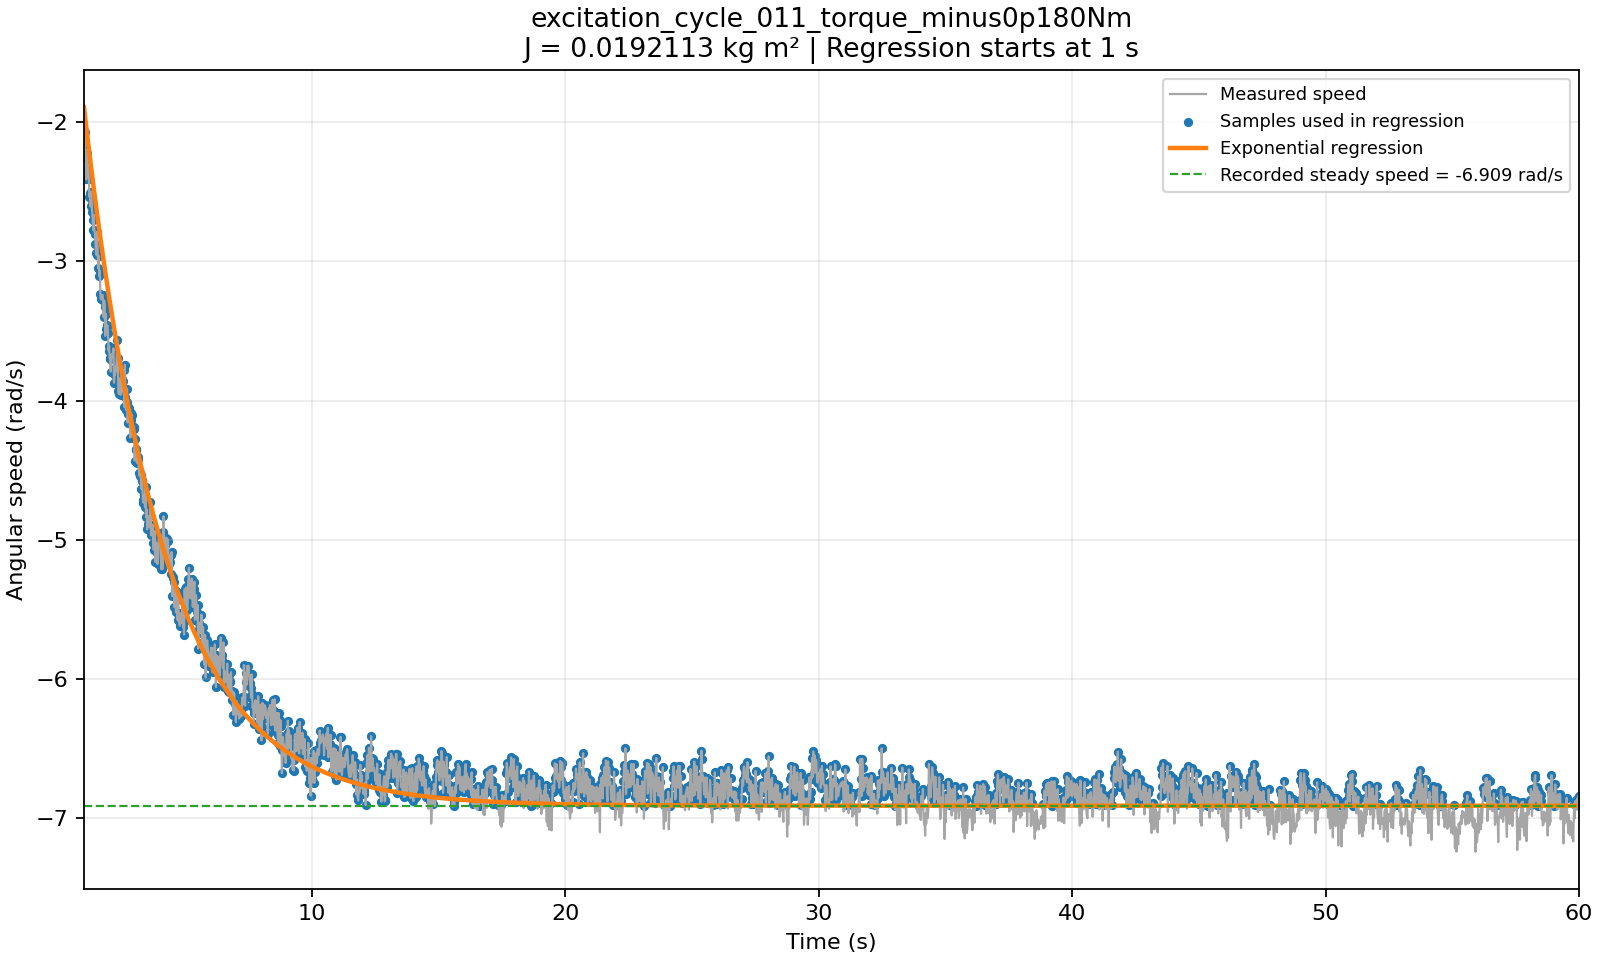 excitation_cycle_011_torque_minus0p180Nm
J = 0.0192113 kg m² | Regression starts at 1 s
Measured speed
Samples used in regression
Exponential regression
Recorded steady speed = -6.909 rad/s
Angular speed (rad/s)
−2
−3
−4
−5
−6
−7
10
20
30
40
50
60
Time (s)